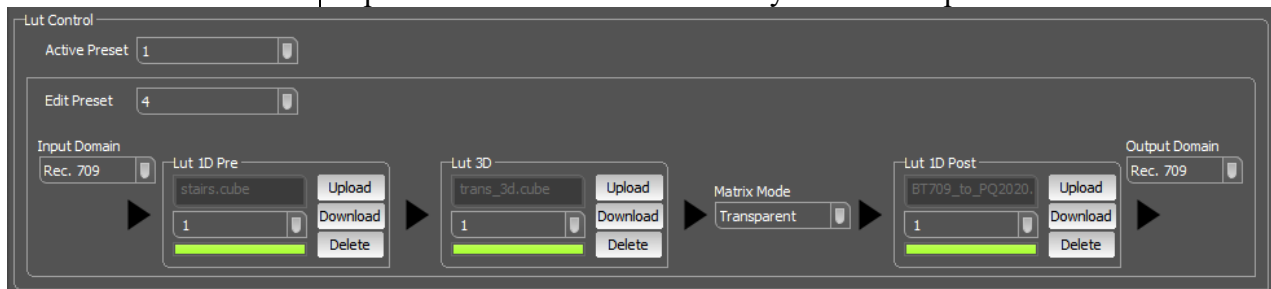 Lut Control
Active Preset 1
Edit Preset 4
Input Domain
Rec. 709
Lut 1D Pre
stairs.cube
1
Upload
Download
Delete
Lut 3D
trans_3d.cube
1
Upload
Download
Delete
Matrix Mode
Transparent
Lut 1D Post
BT709_to_PQ2020.
1
Upload
Download
Delete
Output Domain
Rec. 709